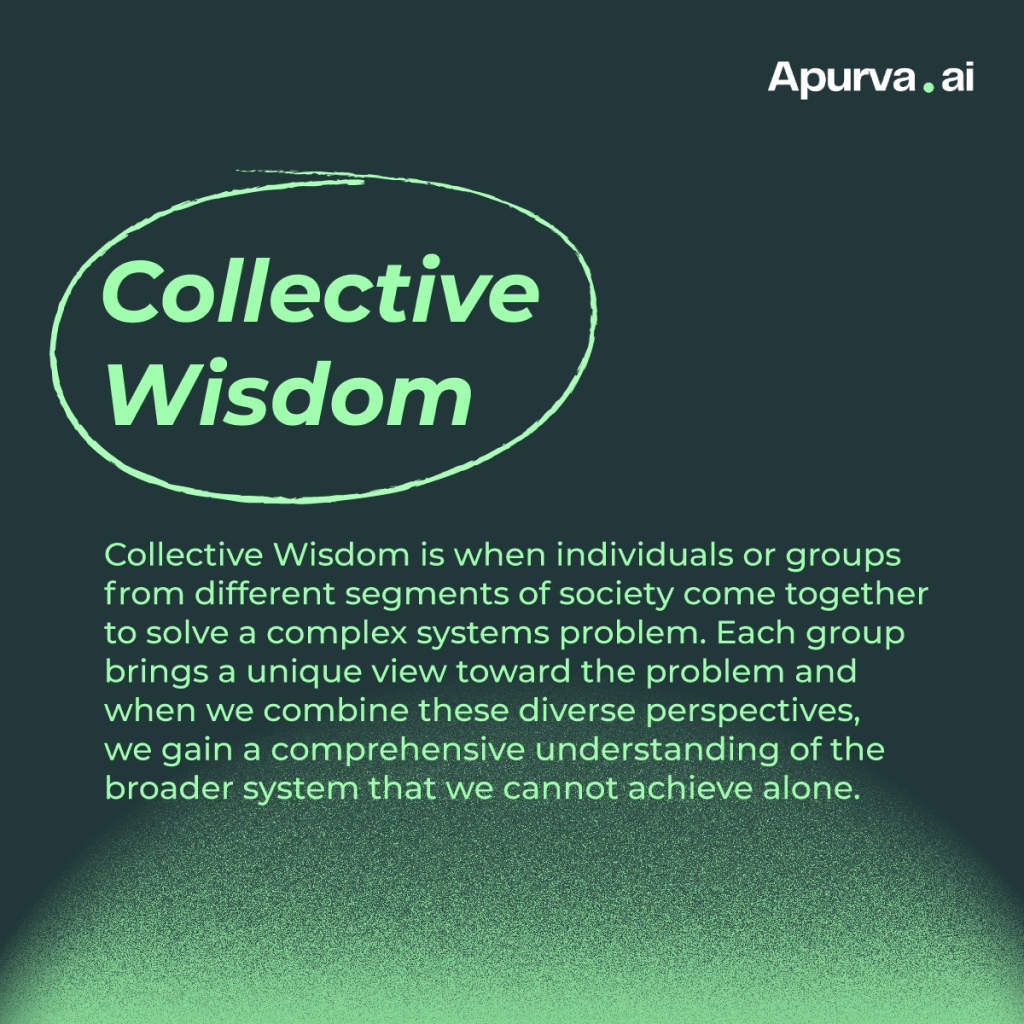 Apurva.ai
Collective
Wisdom
Collective Wisdom is when individuals or groups
from different segments of society come together
to solve a complex systems problem. Each group
brings a unique view toward the problem and
when we combine these diverse perspectives,
we gain a comprehensive understanding of the
broader system that we cannot achieve alone.